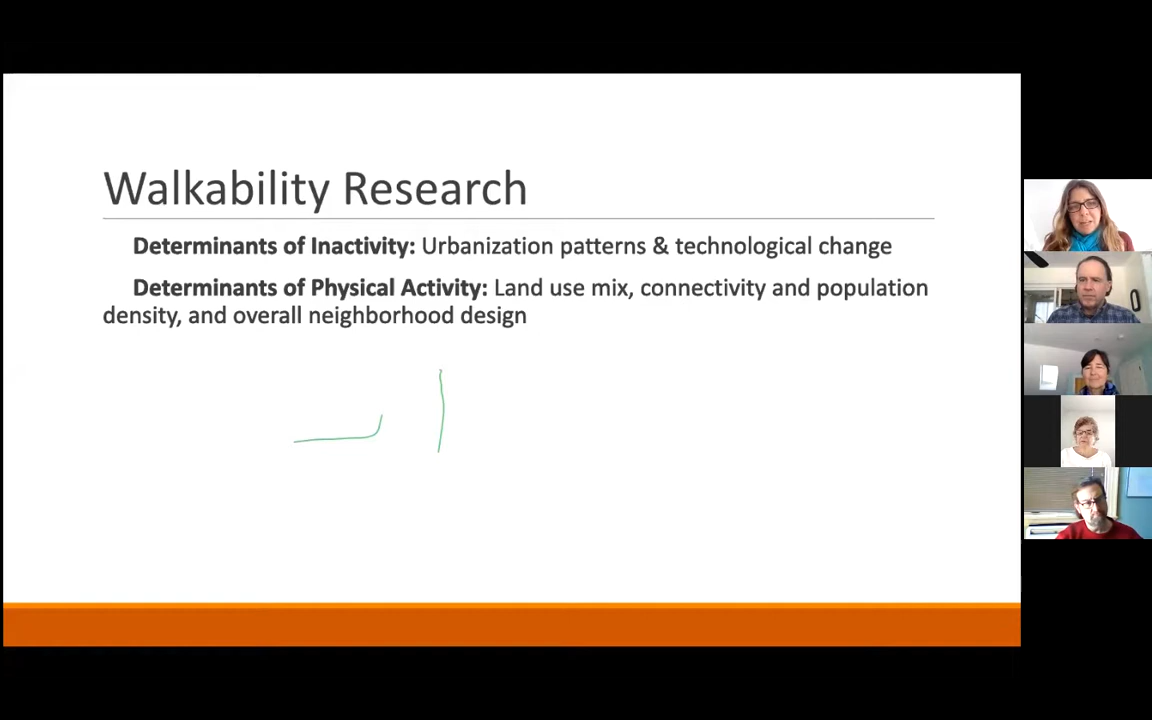 Walkability Research
Determinants of Inactivity: Urbanization patterns & technological change
Determinants of Physical Activity: Land use mix, connectivity and population
density, and overall neighborhood design